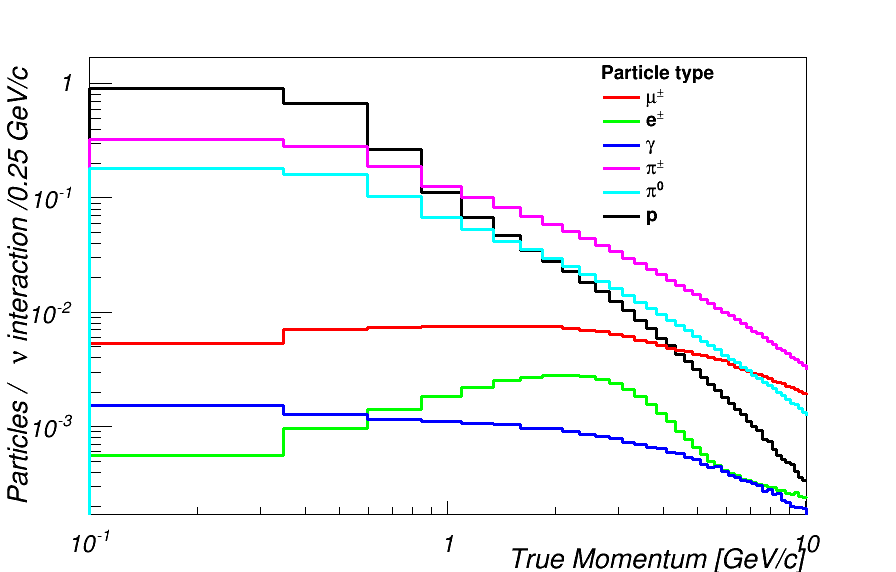 Particles / ν interaction /0.25 GeV/c
1
10⁻¹
10⁻²
10⁻³
Particle type
μ±
e±
γ
π±
π⁰
p
10⁻¹
1
10
True Momentum [GeV/c]